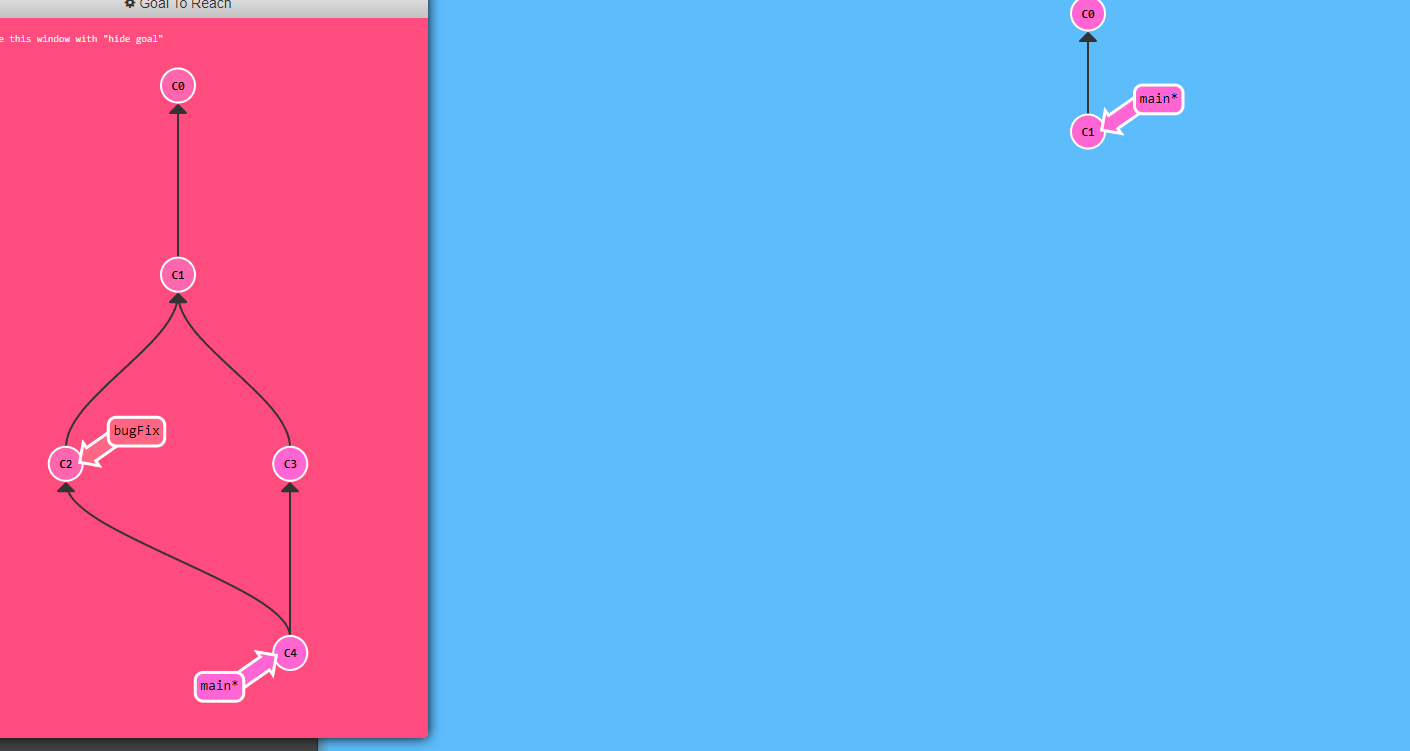 Goal To Reach
e this window with "hide goal"
C0
C1
bugFix
C2
C3
C4
main*
C0
main*
C1